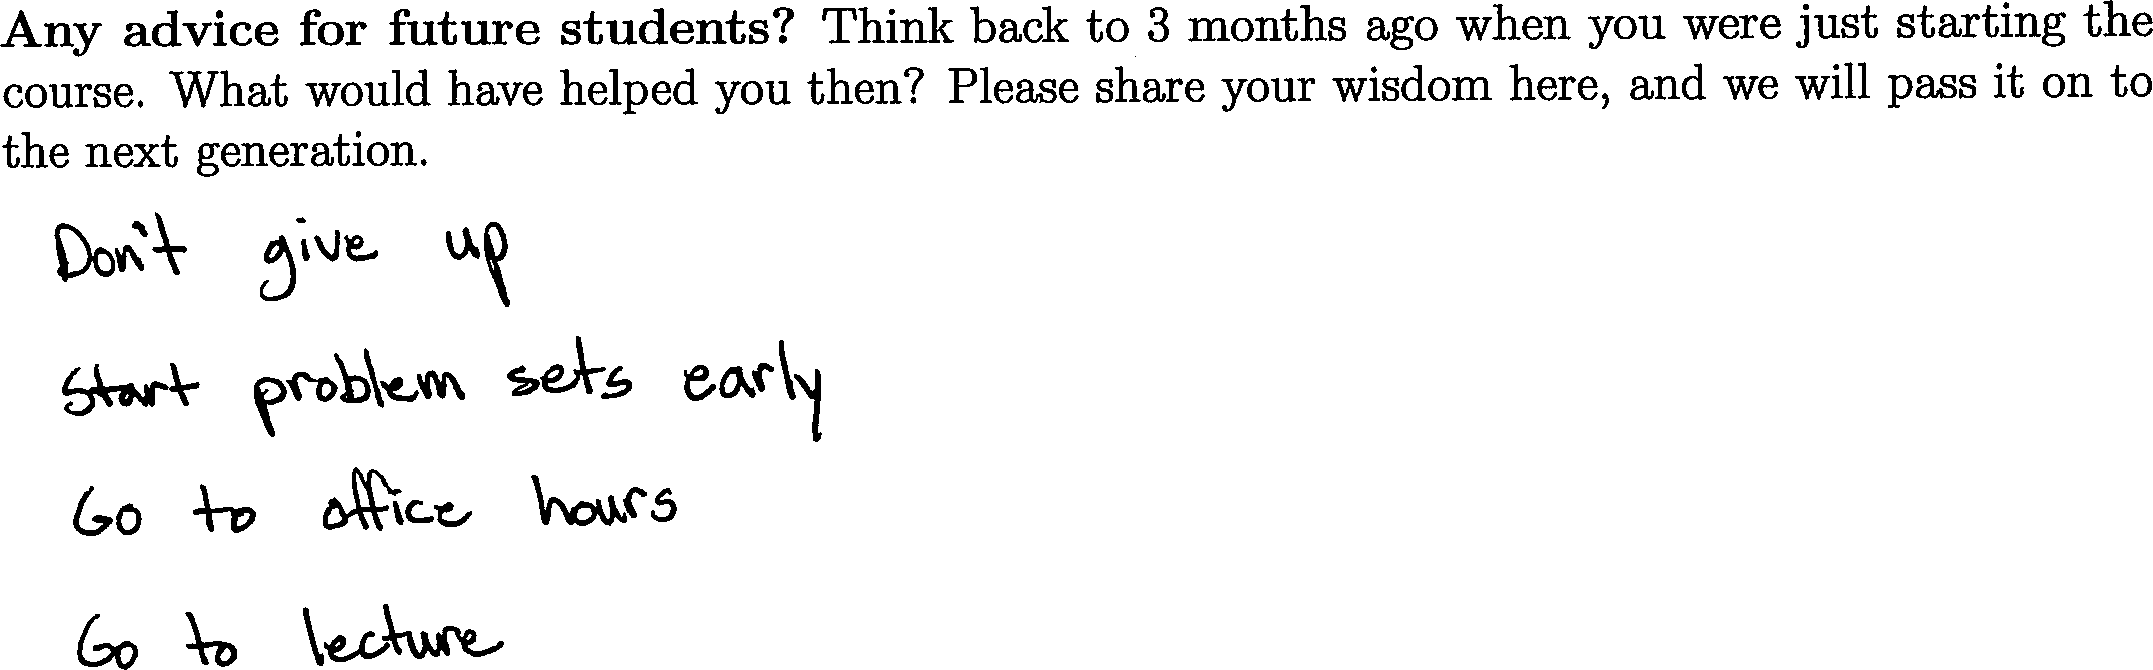 Any advice for future students? Think back to 3 months ago when you were just starting the
course. What would have helped you then? Please share your wisdom here, and we will pass it on to
the next generation.
Don't give up
Start problem sets early
Go to office hours
Go to lecture